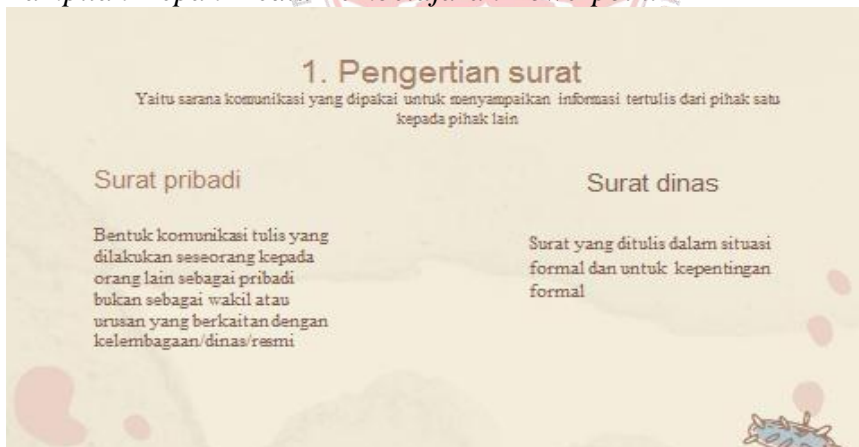 1. Pengertian surat
Yaitu sarana komunikasi yang dipakai untuk menyampaikan informasi tertulis dari pihak satu
kepada pihak lain
Surat pribadi
Bentuk komunikasi tulis yang
dilakukan seseorang kepada
orang lain sebagai pribadi
bukan sebagai wakil atau
urusan yang berkaitan dengan
kelembagaan/dinas/resmi
Surat dinas
Surat yang ditulis dalam situasi
formal dan untuk kepentingan
formal